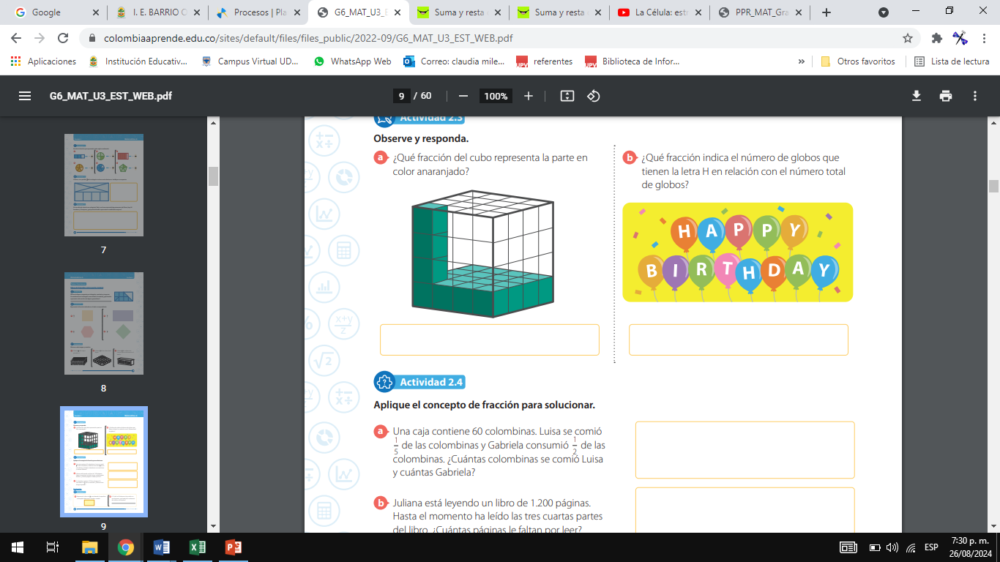 Google
I. E. BARRIO O
Procesos | Pla
G6_MAT_U3_E
Suma y resta
Suma y resta
La Célula: estr
PPR_MAT_Gra
colombiaaprende.edu.co/sites/default/files/files_public/2022-09/G6_MAT_U3_EST_WEB.pdf
Aplicaciones
Institución Educativ...
Campus Virtual UD...
WhatsApp Web
Correo: claudia mile...
referentes
Biblioteca de Infor...
»
Otros favoritos
Lista de lectura
G6_MAT_U3_EST_WEB.pdf
9 / 60
100%
7
8
9
Actividad 2.3
Observe y responda.
a ¿Qué fracción del cubo representa la parte en
color anaranjado?
b ¿Qué fracción indica el número de globos que
tienen la letra H en relación con el número total
de globos?
HAPPY
BIRTHDAY
Actividad 2.4
Aplique el concepto de fracción para solucionar.
a Una caja contiene 60 colombinas. Luisa se comió
1/5 de las colombinas y Gabriela consumió 1/2 de las
colombinas. ¿Cuántas colombinas se comió Luisa
y cuántas Gabriela?
b Juliana está leyendo un libro de 1.200 páginas.
Hasta el momento ha leído las tres cuartas partes
del libro. ¿Cuántas páginas le faltan por leer?
ESP
7:30 p. m.
26/08/2024